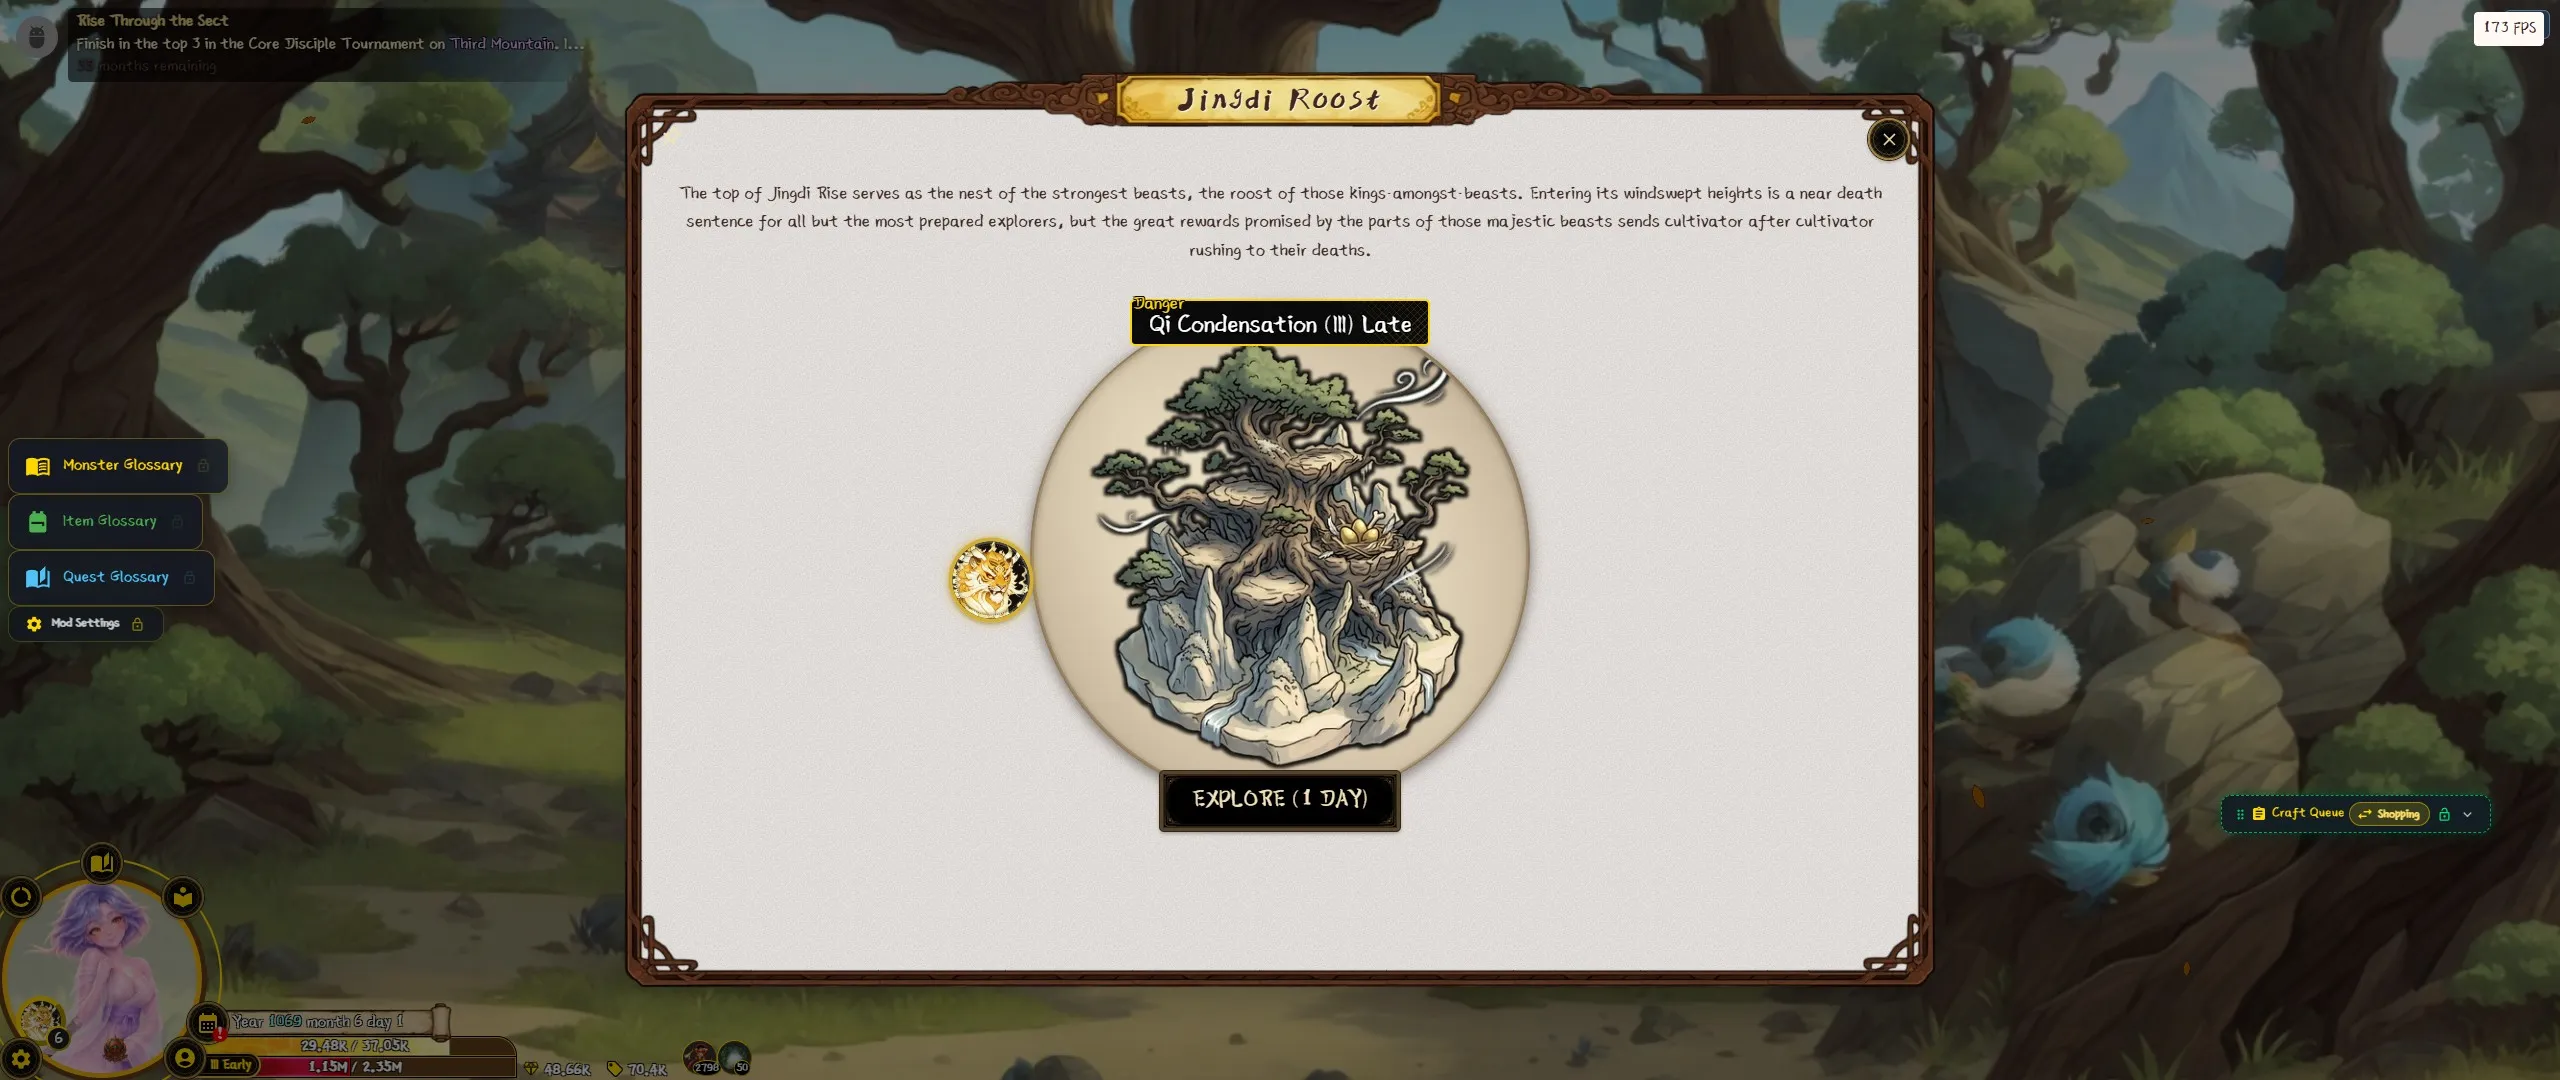 Rise Through the Sect
Finish in the top 3 in the Core Disciple Tournament on Third Mountain. I...
33 months remaining
173 FPS
Jingdi Roost
The top of Jingdi Rise serves as the nest of the strongest beasts, the roost of those kings-amongst-beasts. Entering its windswept heights is a near death
sentence for all but the most prepared explorers, but the great rewards promised by the parts of those majestic beasts sends cultivator after cultivator
rushing to their deaths.
Danger
Qi Condensation (III) Late
Monster Glossary
Item Glossary
Quest Glossary
Mod Settings
EXPLORE (1 DAY)
Craft Queue
Shopping
Year 1069 month 6 day 1
6
29.48K / 37.05K
III Early
1.15M / 2.35M
48.66K
70.4K
2798
50